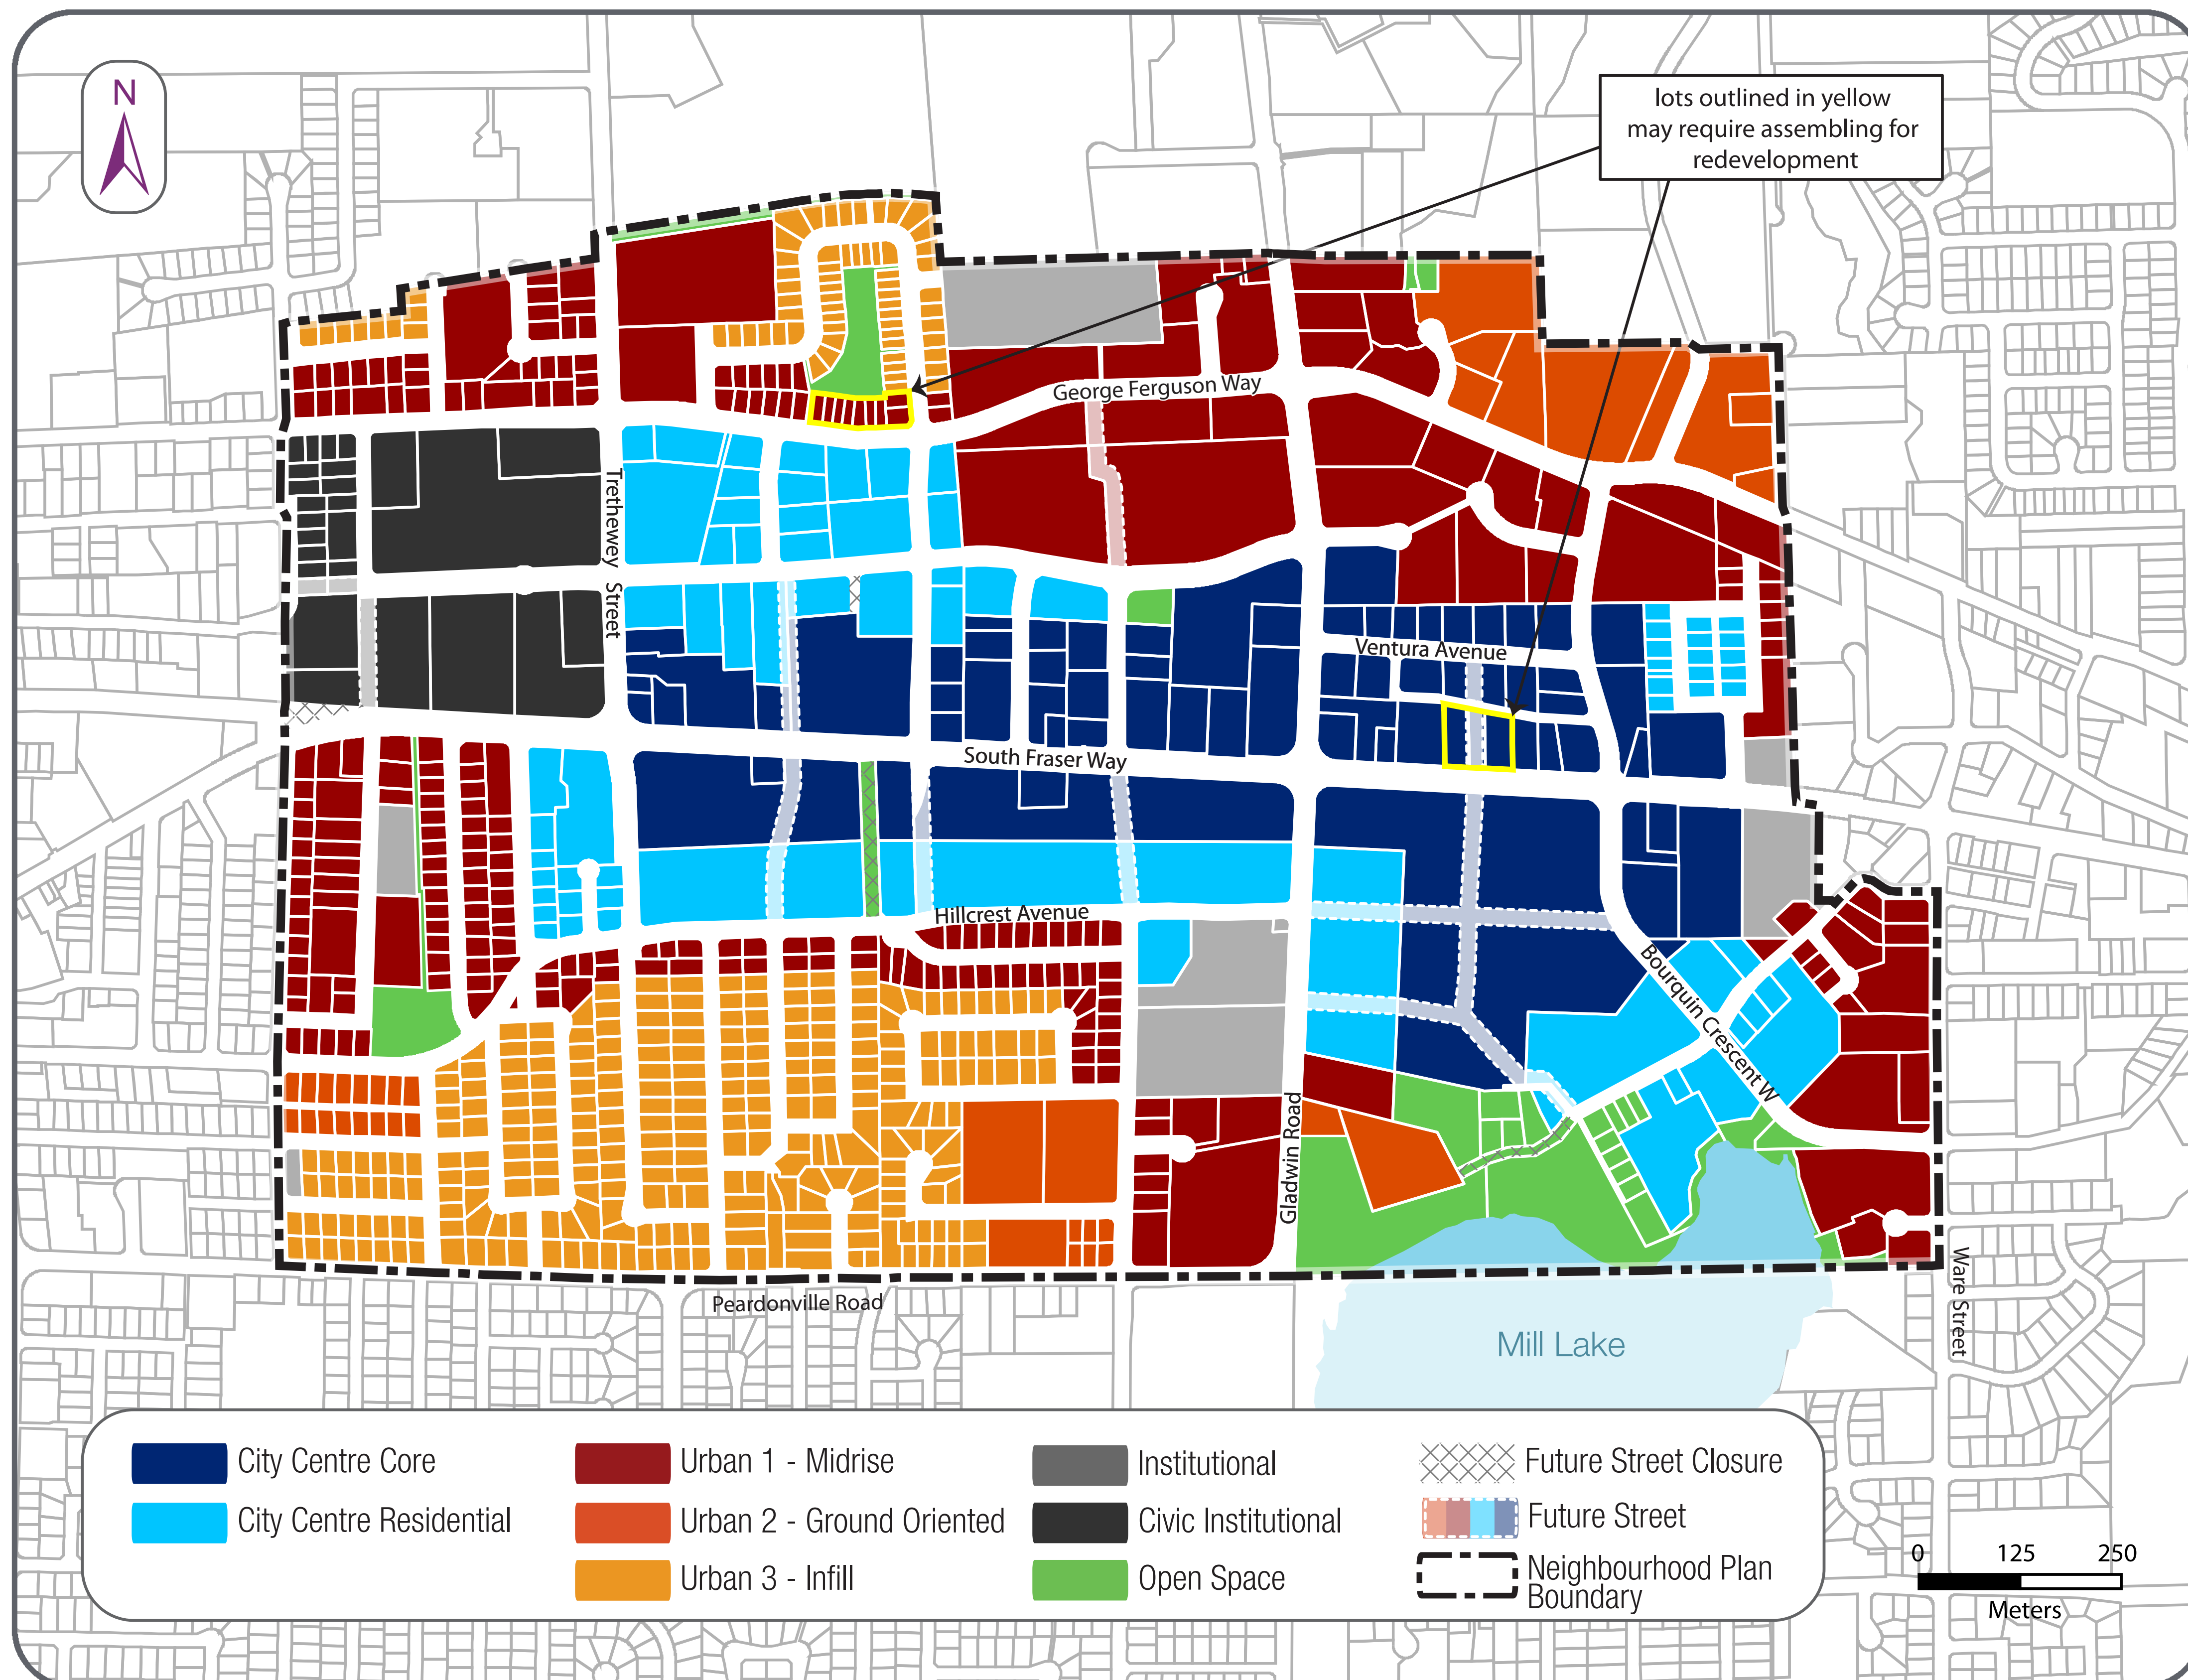 N
lots outlined in yellow
may require assembling for
redevelopment
George Ferguson Way
Trethewey Street
Ventura Avenue
South Fraser Way
Hillcrest Avenue
Bourquin Crescent W
Gladwin Road
Ware Street
Peardonville Road
Mill Lake
City Centre Core
City Centre Residential
Urban 1 - Midrise
Urban 2 - Ground Oriented
Urban 3 - Infill
Institutional
Civic Institutional
Open Space
Future Street Closure
Future Street
Neighbourhood Plan
Boundary
0 125 250
Meters